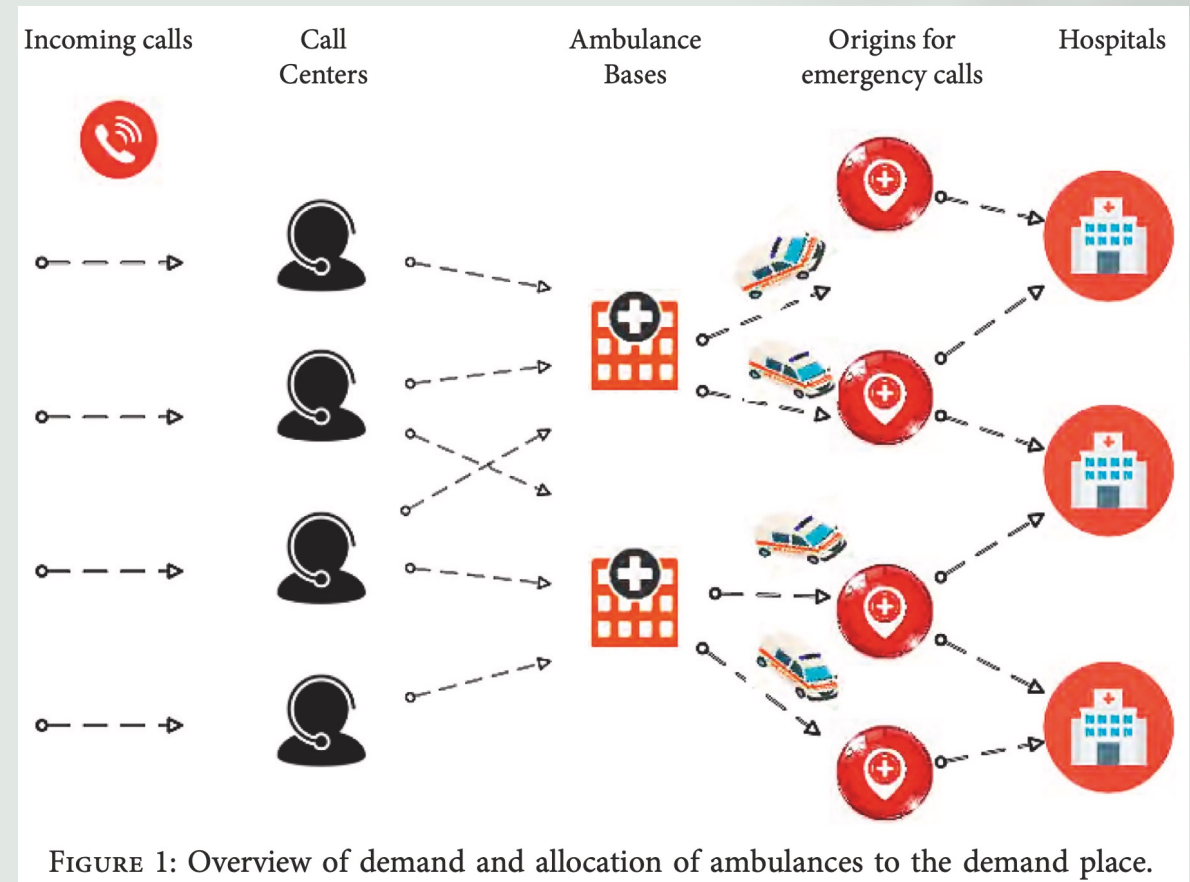 Incoming calls
Call
Centers
Ambulance
Bases
Origins for
emergency calls
Hospitals
FIGURE 1: Overview of demand and allocation of ambulances to the demand place.